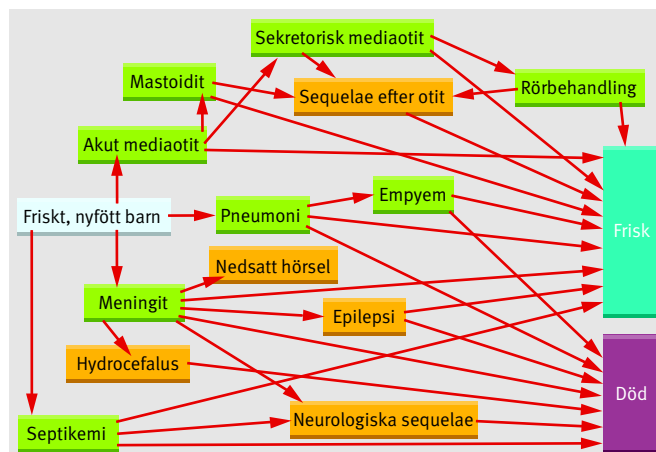 Sekretorisk mediaotit
Mastoidit
Sequelae efter otit
Rörbehandling
Akut mediaotit
Friskt, nyfött barn
Pneumoni
Empyem
Frisk
Nedsatt hörsel
Meningit
Epilepsi
Hydrocefalus
Död
Septikemi
Neurologiska sequelae